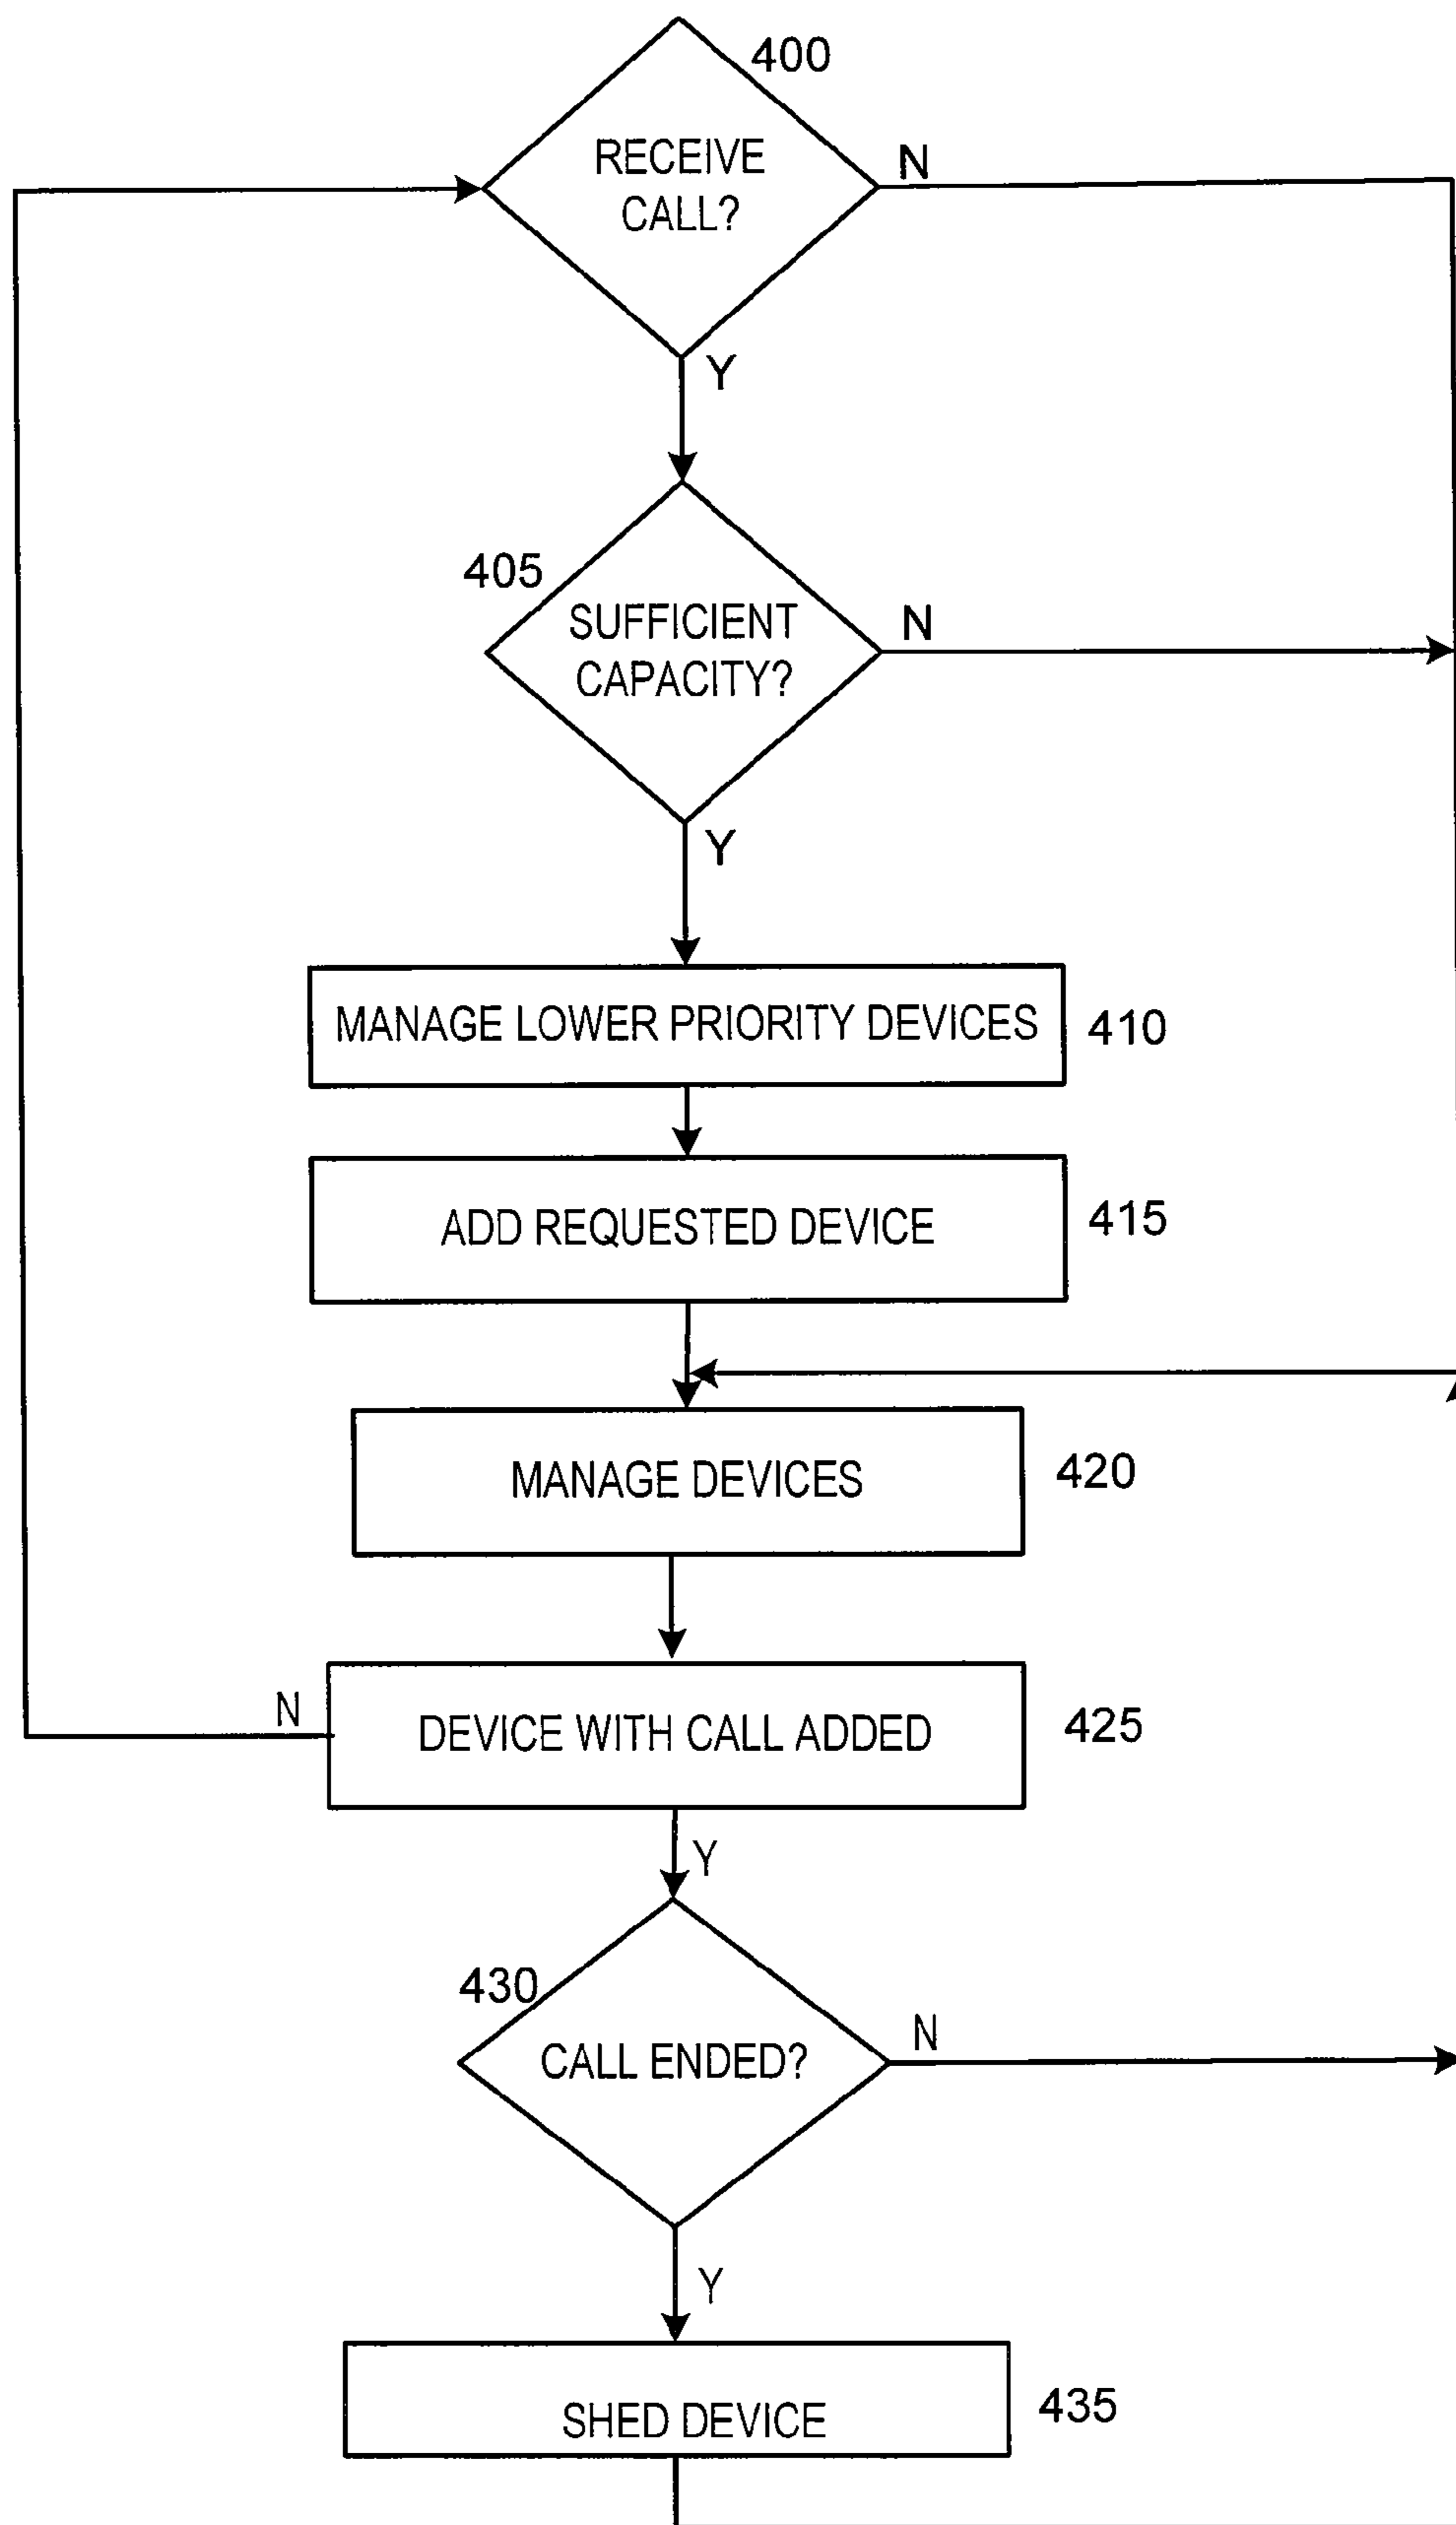 400
RECEIVE
CALL?
N
Y
405
SUFFICIENT
CAPACITY?
N
Y
MANAGE LOWER PRIORITY DEVICES
410
ADD REQUESTED DEVICE
415
MANAGE DEVICES
420
N
DEVICE WITH CALL ADDED
425
Y
430
CALL ENDED?
N
Y
SHED DEVICE
435